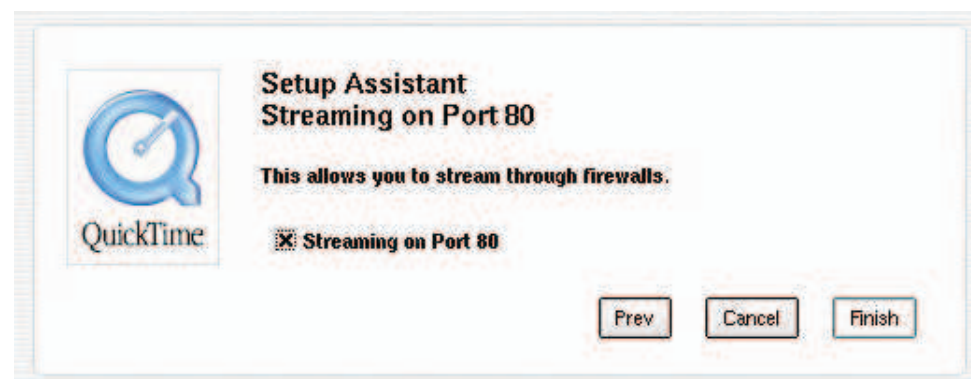 Setup Assistant
Streaming on Port 80
This allows you to stream through firewalls.
QuickTime
Streaming on Port 80
Prev Cancel Finish